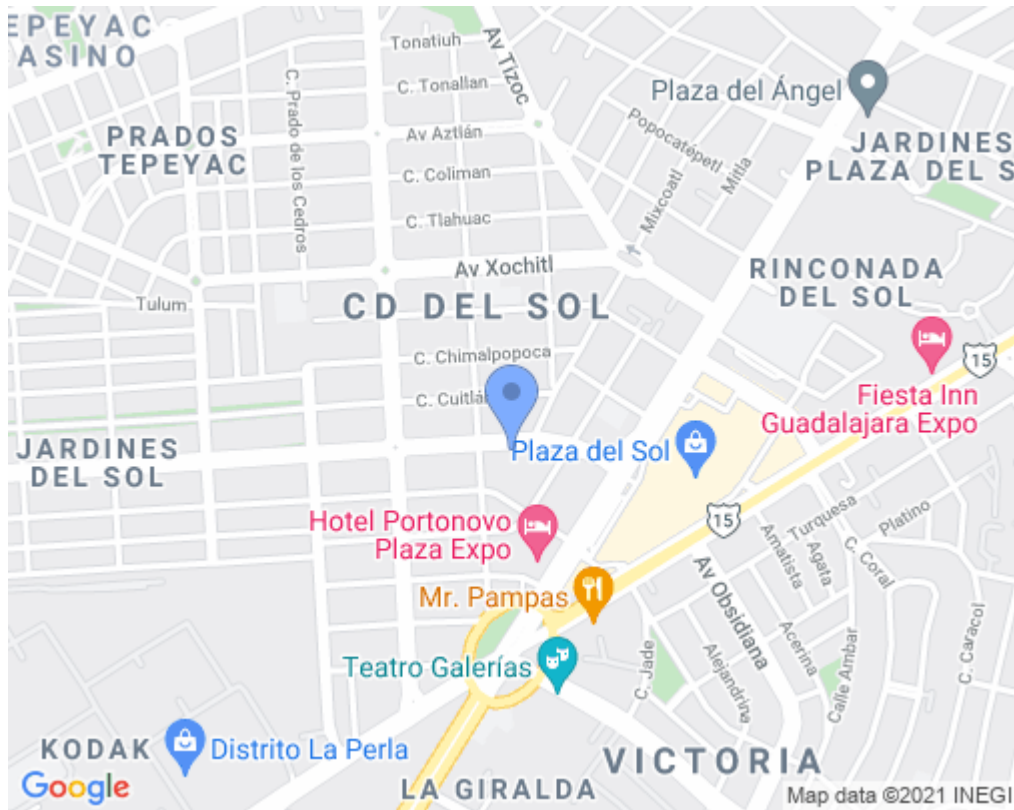 EPEYAC
ASINO
Tonatiuh
Av Tizoc
C. Tonallan
Plaza del Ángel
C. Prado de los Cedros
PRADOS
TEPEYAC
Av Aztlán
Popocatépetl
Mitla
JARDINES
PLAZA DEL S
C. Coliman
Mixcoatl
C. Tlahuac
Av Xochitl
RINCONADA
DEL SOL
Tulum
CD DEL SOL
C. Chimalpopoca
15
Fiesta Inn
Guadalajara Expo
C. Cuitlá
JARDINES
DEL SOL
Plaza del Sol
Hotel Portonovo
Plaza Expo
15
Turquesa
Platino
Amatista
Agata
C. Coral
Mr. Pampas
Av Obsidiana
Acerina
Calle Ambar
C. Caracol
Teatro Galerías
C. Jade
Alejandrina
KODAK
Distrito La Perla
VICTORIA
LA GIRALDA
Google
Map data ©2021 INEGI